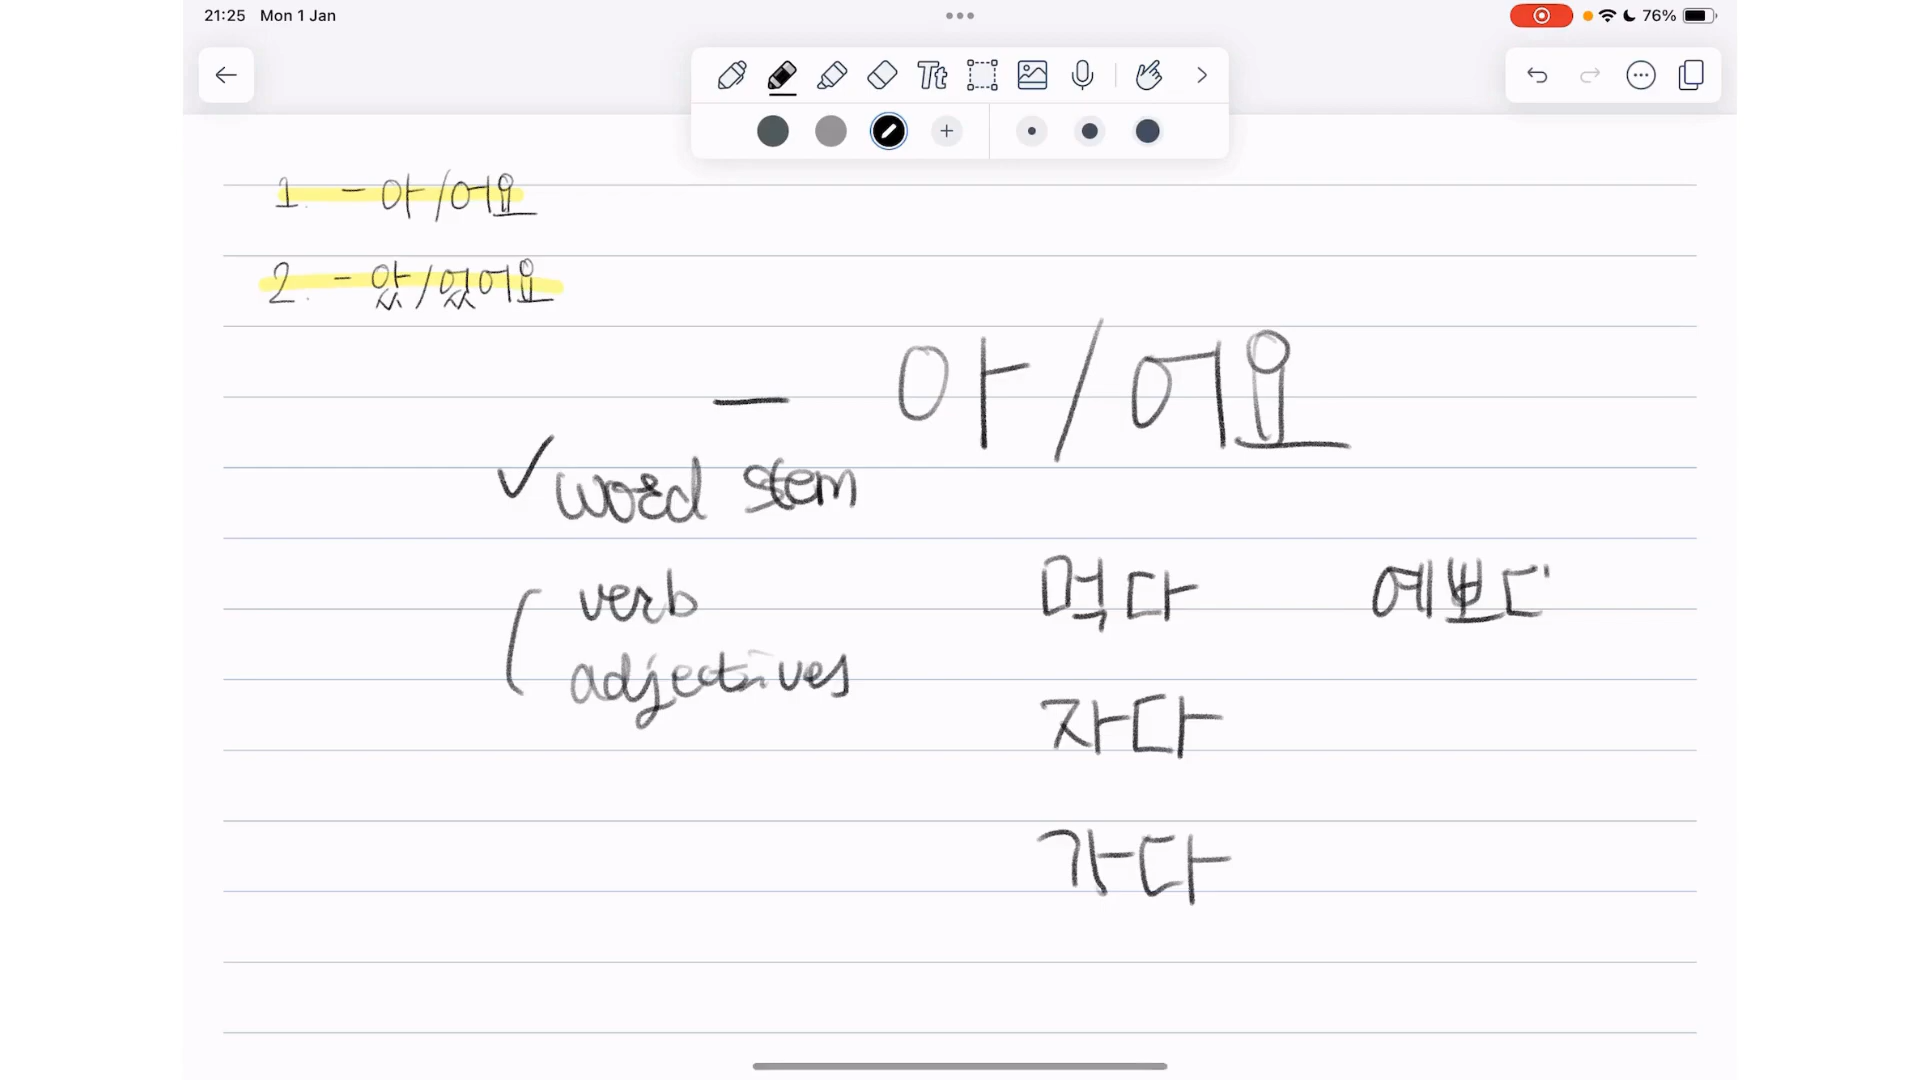 21:25 Mon 1 Jan
76%
Tt
1. - 아/어요
2. - 았/었어요
- 아/어요
✓ word stem
verb
adjectives
먹다 예쁘
자다
가다